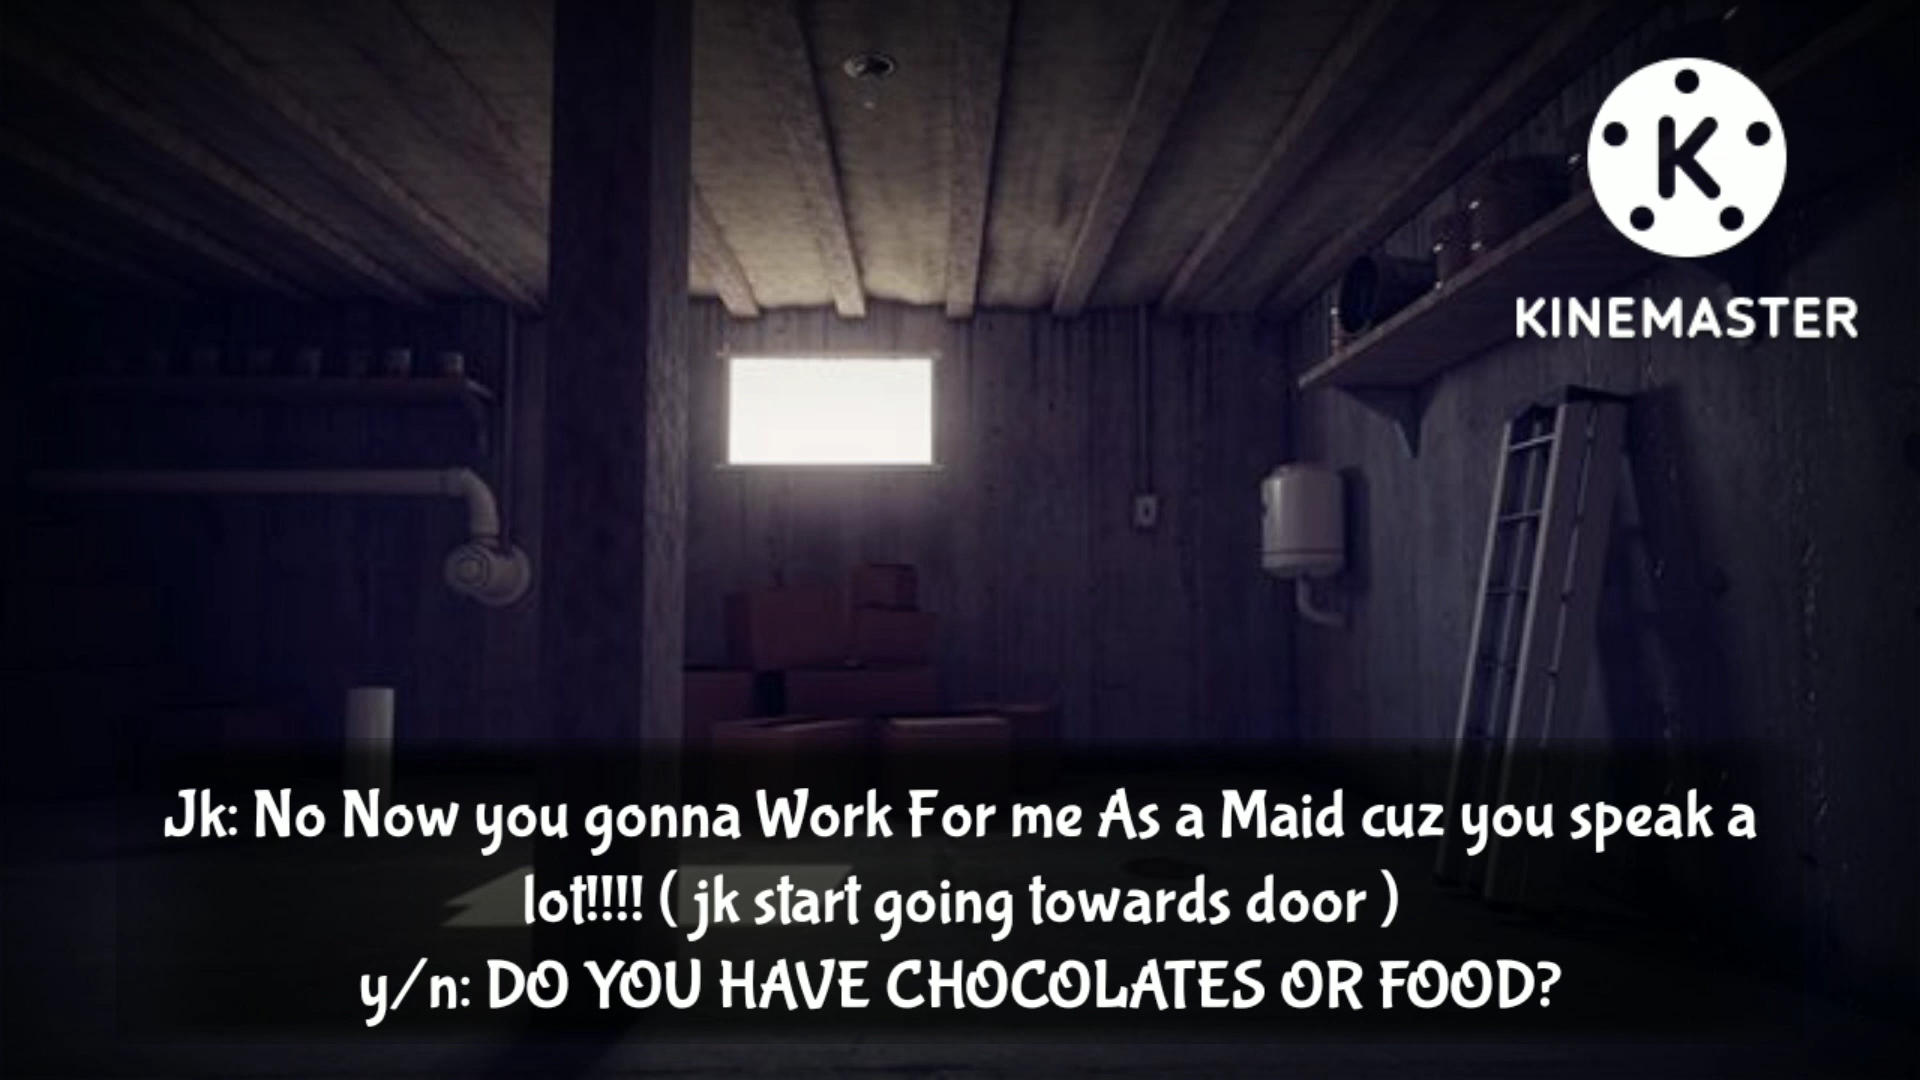 K
KINEMASTER
Jk: No Now you gonna Work For me As a Maid cuz you speak a
lot!!!! ( jk start going towards door )
y/n: DO YOU HAVE CHOCOLATES OR FOOD?